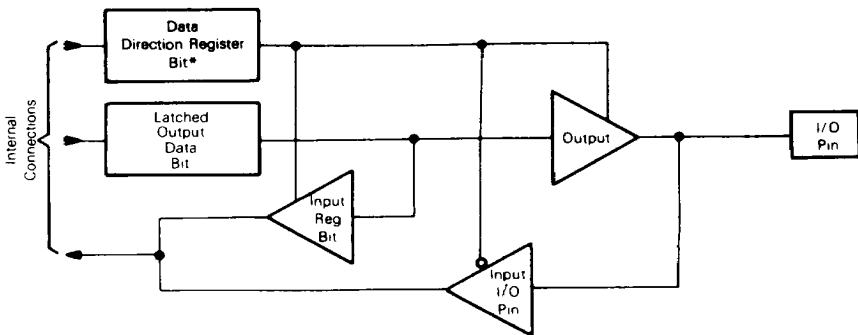 Data
Direction Register
Bit*
Latched
Output
Data
Bit
Internal
Connections
Output
I/O
Pin
Input
Reg
Bit
Input
I/O
Pin